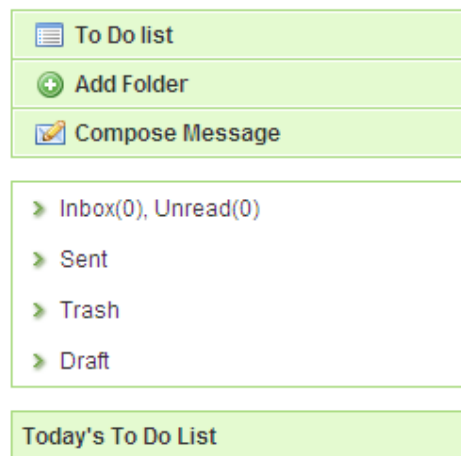 To Do list
Add Folder
Compose Message
Inbox(0), Unread(0)
Sent
Trash
Draft
Today's To Do List